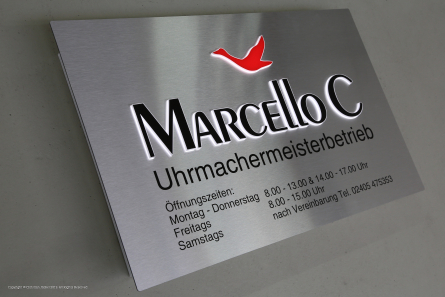 MARCELLO C
Uhrmachermeisterbetrieb
Öffnungszeiten:
Montag - Donnerstag 8.00 - 13.00 & 14.00 - 17.00 Uhr
Freitags 8.00 - 15.00 Uhr
Samstags nach Vereinbarung Tel. 02405 475353